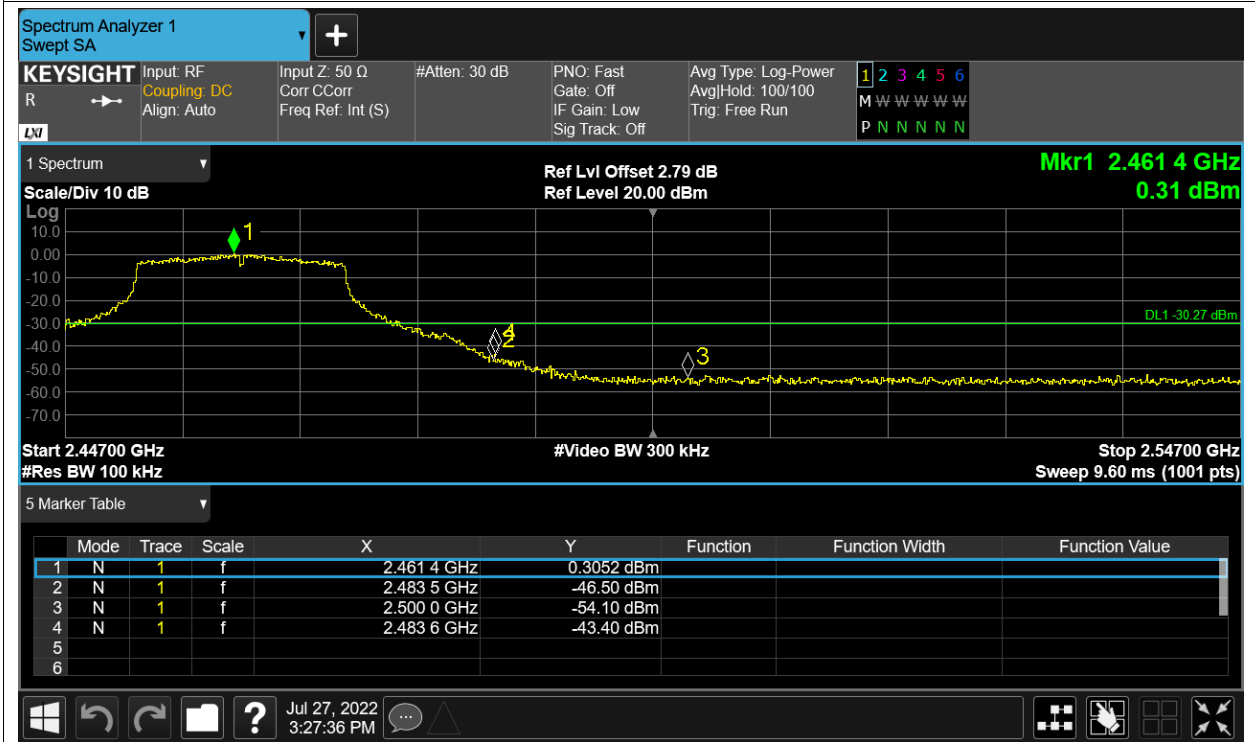 Spectrum Analyzer 1
Swept SA
KEYSIGHT Input: RF Input Z: 50 Ω #Atten: 30 dB PNO: Fast Avg Type: Log-Power 1 2 3 4 5 6
R Coupling: DC Corr CCorr Gate: Off Avg|Hold: 100/100 M W W W W W
Align: Auto Freq Ref: Int (S) IF Gain: Low Trig: Free Run
LXI Sig Track: Off P N N N N N
1 Spectrum Ref Lvl Offset 2.79 dB Mkr1 2.461 4 GHz
Scale/Div 10 dB Ref Level 20.00 dBm 0.31 dBm
Log
10.0
1
0.00
-10.0
-20.0
-30.0
DL1 -30.27 dBm
-40.0
4
2
3
-50.0
-60.0
-70.0
Start 2.44700 GHz #Video BW 300 kHz Stop 2.54700 GHz
#Res BW 100 kHz Sweep 9.60 ms (1001 pts)
5 Marker Table
Mode Trace Scale X Y Function Function Width Function Value
1 N 1 f 2.461 4 GHz 0.3052 dBm
2 N 1 f 2.483 5 GHz -46.50 dBm
3 N 1 f 2.500 0 GHz -54.10 dBm
4 N 1 f 2.483 6 GHz -43.40 dBm
5
6
? Jul 27, 2022
3:27:36 PM